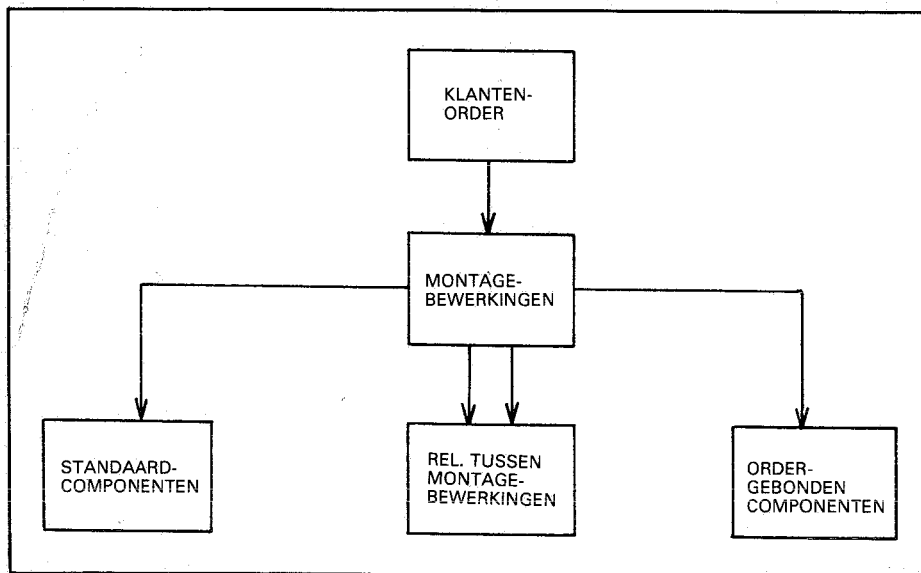 KLANTEN-
ORDER
MONTAGE-
BEWERKINGEN
STANDAARD-
COMPONENTEN
REL. TUSSEN
MONTAGE-
BEWERKINGEN
ORDER-
GEBONDEN
COMPONENTEN